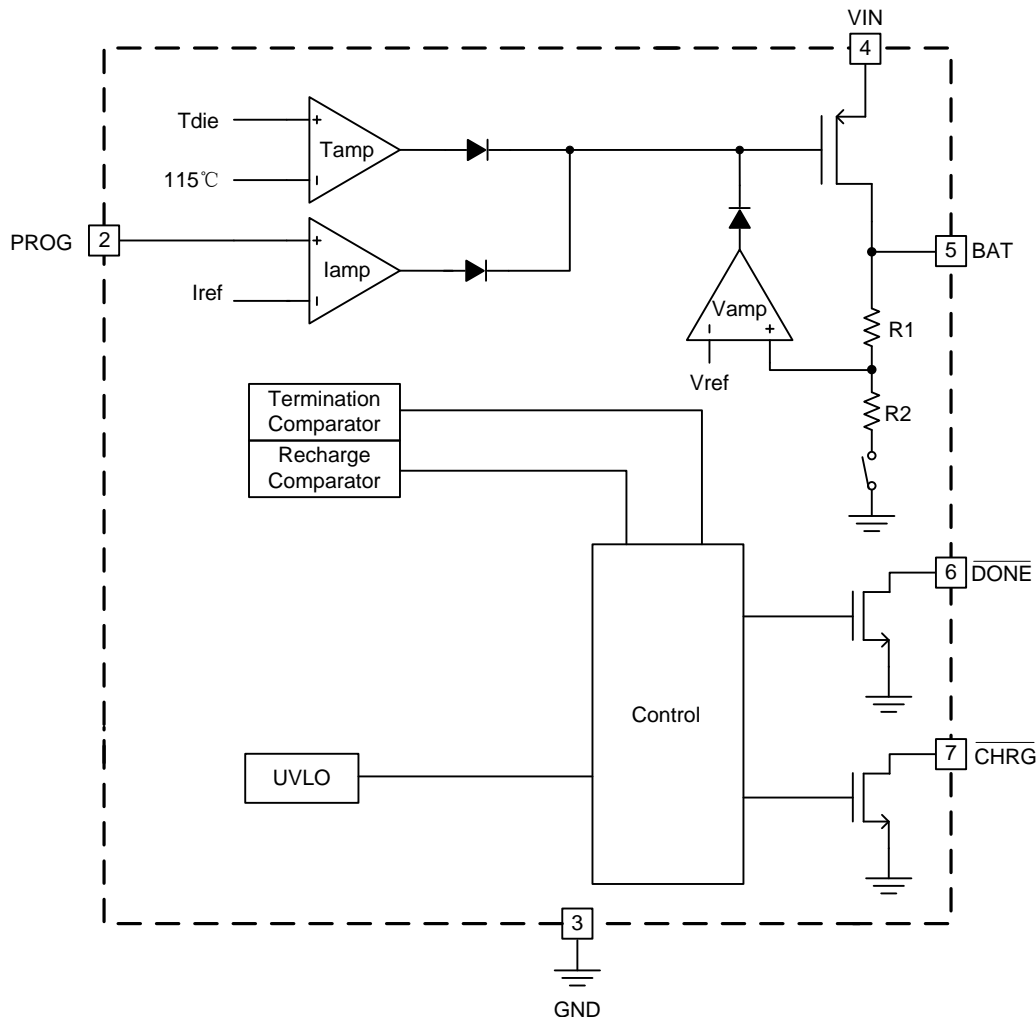 VIN
4
Tdie
+
Tamp
115℃
-
PROG
2
+
Iamp
Iref
-
5
BAT
Vamp
-
+
R1
Vref
R2
Termination
Comparator
Recharge
Comparator
6
DONE
Control
7
CHRG
UVLO
3
GND